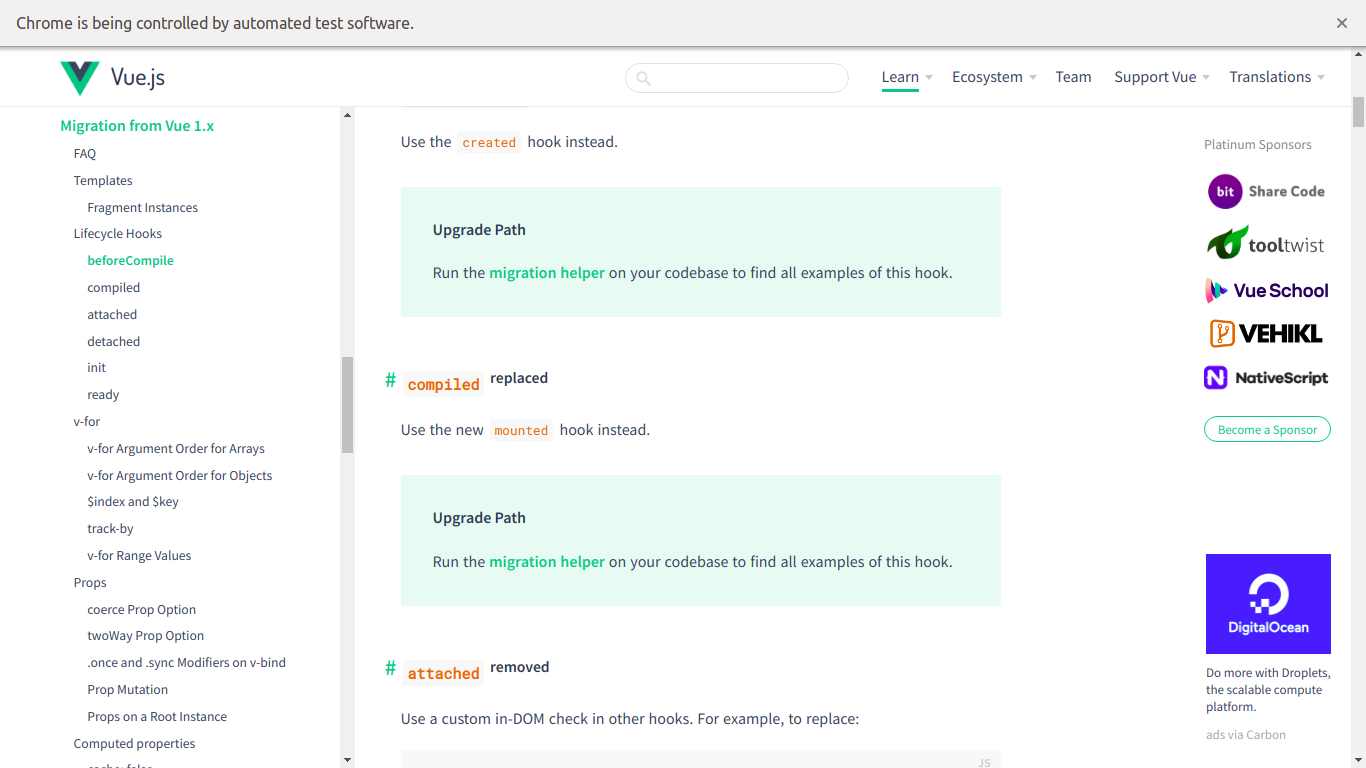 Chrome is being controlled by automated test software.
Vue.js
Learn
Ecosystem
Team
Support Vue
Translations
Migration from Vue 1.x
FAQ
Templates
Fragment Instances
Lifecycle Hooks
beforeCompile
compiled
attached
detached
init
ready
v-for
v-for Argument Order for Arrays
v-for Argument Order for Objects
$index and $key
track-by
v-for Range Values
Props
coerce Prop Option
twoWay Prop Option
.once and .sync Modifiers on v-bind
Prop Mutation
Props on a Root Instance
Computed properties
Use the created hook instead.
Upgrade Path
Run the migration helper on your codebase to find all examples of this hook.
# compiled replaced
Use the new mounted hook instead.
Upgrade Path
Run the migration helper on your codebase to find all examples of this hook.
# attached removed
Use a custom in-DOM check in other hooks. For example, to replace:
JS
Platinum Sponsors
bit Share Code
tooltwist
Vue School
VEHIKL
NativeScript
Become a Sponsor
DigitalOcean
Do more with Droplets,
the scalable compute
platform.
ads via Carbon